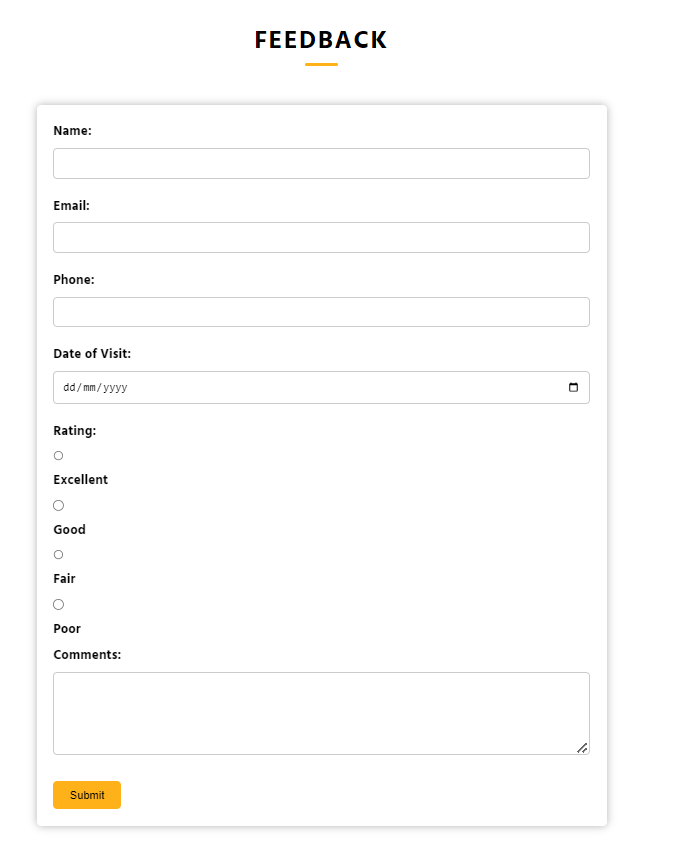 FEEDBACK
Name:
Email:
Phone:
Date of Visit:
dd/mm/yyyy
Rating:
Excellent
Good
Fair
Poor
Comments:
Submit